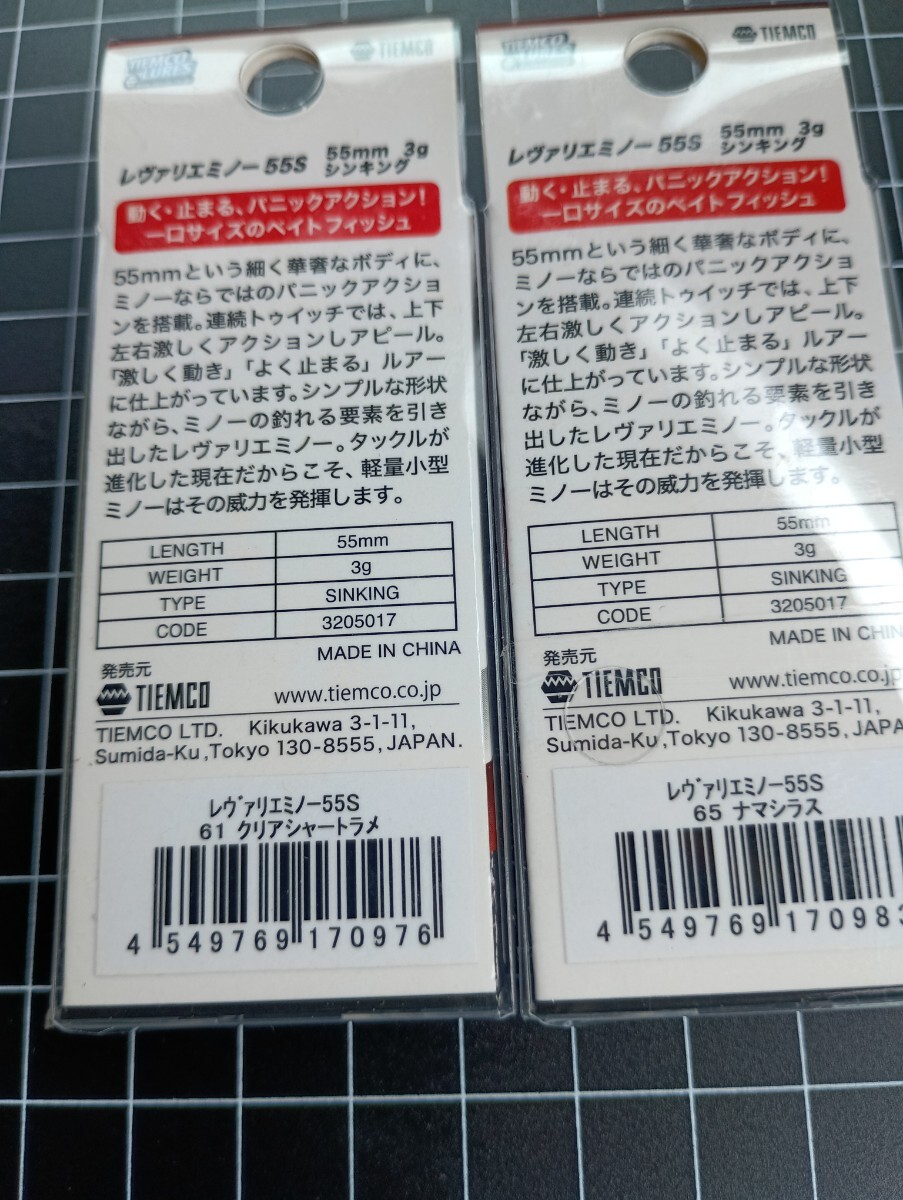 TIEMCO
TIEMCO
レヴァリエミノー 55S 55mm 3g
シンキング
動く・止まる、パニックアクション!
一口サイズのベイトフィッシュ
55mmという細く華奢なボディに、
ミノーならではのパニックアクショ
ンを搭載。連続トゥイッチでは、上下
左右激しくアクションしアピール。
「激しく動き」「よく止まる」ルアー
に仕上がっています。シンプルな形状
ながら、ミノーの釣れる要素を引き
出したレヴァリエミノー。タックルが
進化した現在だからこそ、軽量小型
ミノーはその威力を発揮します。
LENGTH 55mm
WEIGHT 3g
TYPE SINKING
CODE 3205017
MADE IN CHINA
発売元
TIEMCO www.tiemco.co.jp
TIEMCO LTD. Kikukawa 3-1-11,
Sumida-Ku,Tokyo 130-8555,JAPAN.
レヴァリエミノー55S
61 クリアシャートラメ
4 549769 170976
TIEMCO
TIEMCO
レヴァリエミノー 55S 55mm 3g
シンキング
動く・止まる、パニックアクション!
一口サイズのベイトフィッシュ
55mmという細く華奢なボディに、
ミノーならではのパニックアクショ
ンを搭載。連続トゥイッチでは、上下
左右激しくアクションしアピール。
「激しく動き」「よく止まる」ルアー
に仕上がっています。シンプルな形状
ながら、ミノーの釣れる要素を引き
出したレヴァリエミノー。タックルが
進化した現在だからこそ、軽量小型
ミノーはその威力を発揮します。
LENGTH 55mm
WEIGHT 3g
TYPE SINKING
CODE 3205017
MADE IN CHIN
発売元
TIEMCO www.tiemco.co.jp
TIEMCO LTD. Kikukawa 3-1-11,
Sumida-Ku,Tokyo 130-8555,JAPA
レヴァリエミノー55S
65 ナマシラス
4 549769 170983